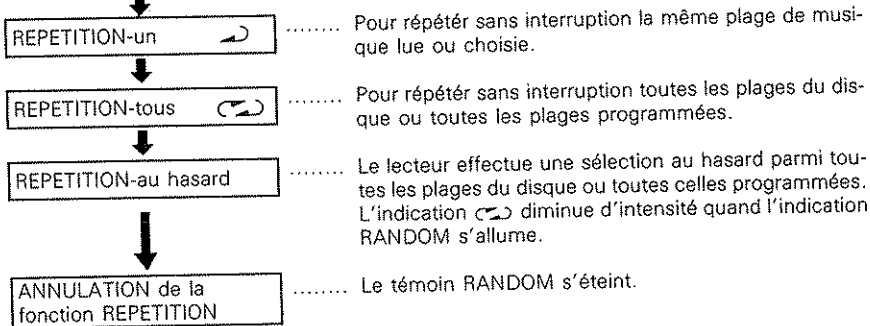 REPETITION-un ........ Pour répétér sans interruption la même plage de musi-
que lue ou choisie.
REPETITION-tous ........ Pour répétér sans interruption toutes les plages du dis-
que ou toutes les plages programmées.
REPETITION-au hasard ........ Le lecteur effectue une sélection au hasard parmi tou-
tes les plages du disque ou toutes celles programmées.
L'indication diminue d'intensité quand l'indication
RANDOM s'allume.
ANNULATION de la ........ Le témoin RANDOM s'éteint.
fonction REPETITION